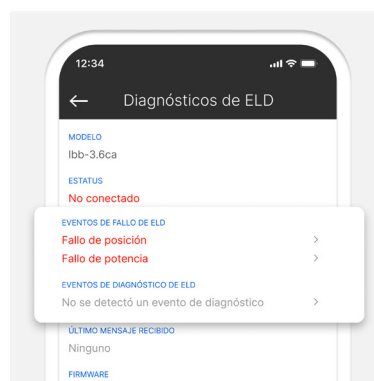 12:34
Diagnósticos de ELD
MODELO
lbb-3.6ca
ESTATUS
No conectado
EVENTOS DE FALLO DE ELD
Fallo de posición
Fallo de potencia
EVENTOS DE DIAGNÓSTICO DE ELD
No se detectó un evento de diagnóstico
ÚLTIMO MENSAJE RECIBIDO
Ninguno
FIRMWARE